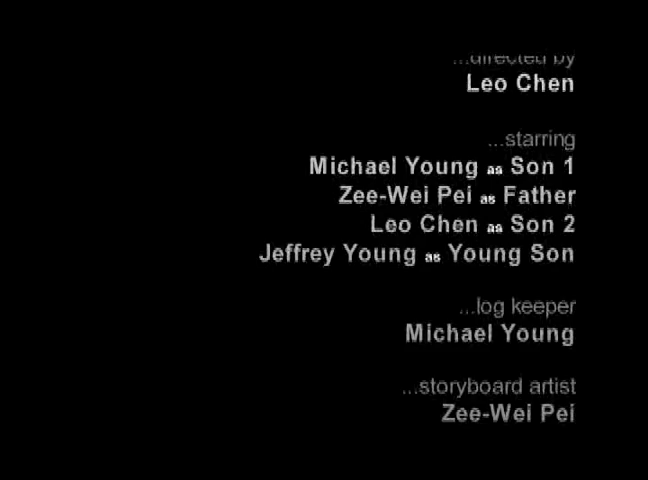 ...directed by
Leo Chen
...starring
Michael Young as Son 1
Zee-Wei Pei as Father
Leo Chen as Son 2
Jeffrey Young as Young Son
...log keeper
Michael Young
...storyboard artist
Zee-Wei Pei